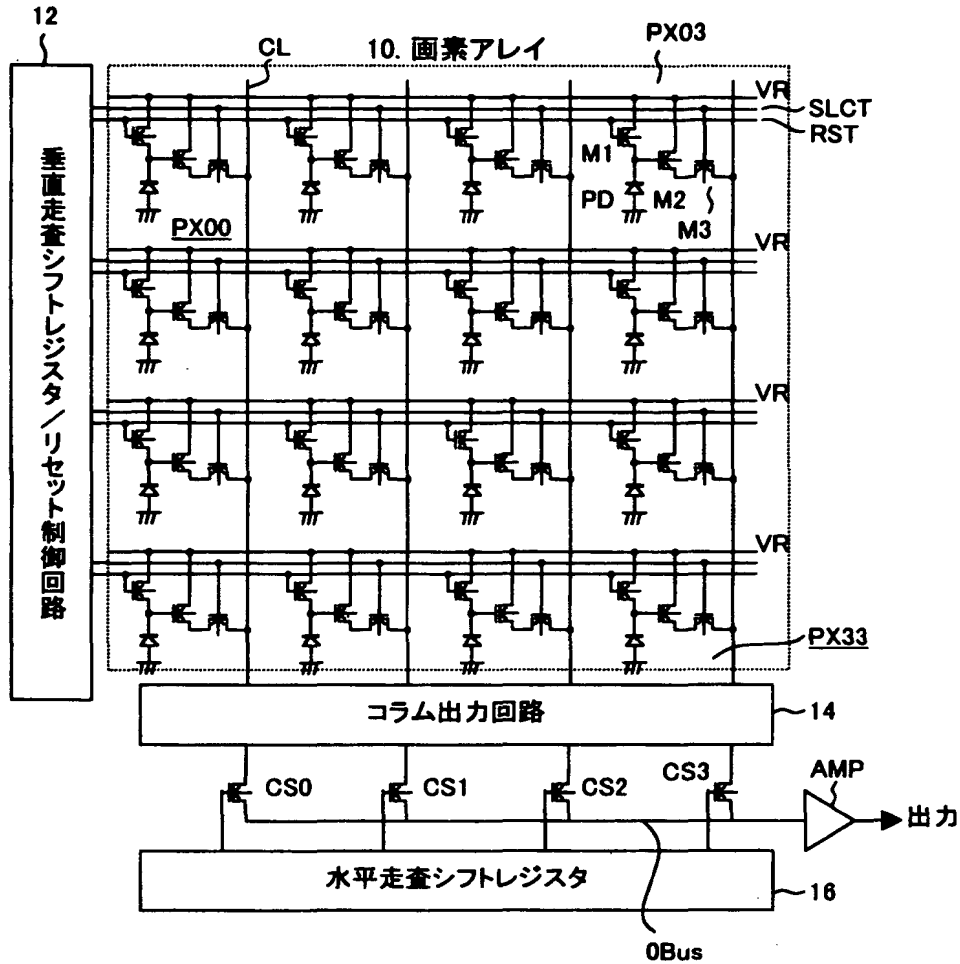 12
CL
10. 画素アレイ
PX03
VR
SLCT
RST
M1
PD
M2
M3
PX00
VR
VR
VR
PX33
垂直走査シフトレジスタ/リセット制御回路
コラム出力回路
14
CS0
CS1
CS2
CS3
AMP
出力
水平走査シフトレジスタ
16
OBus